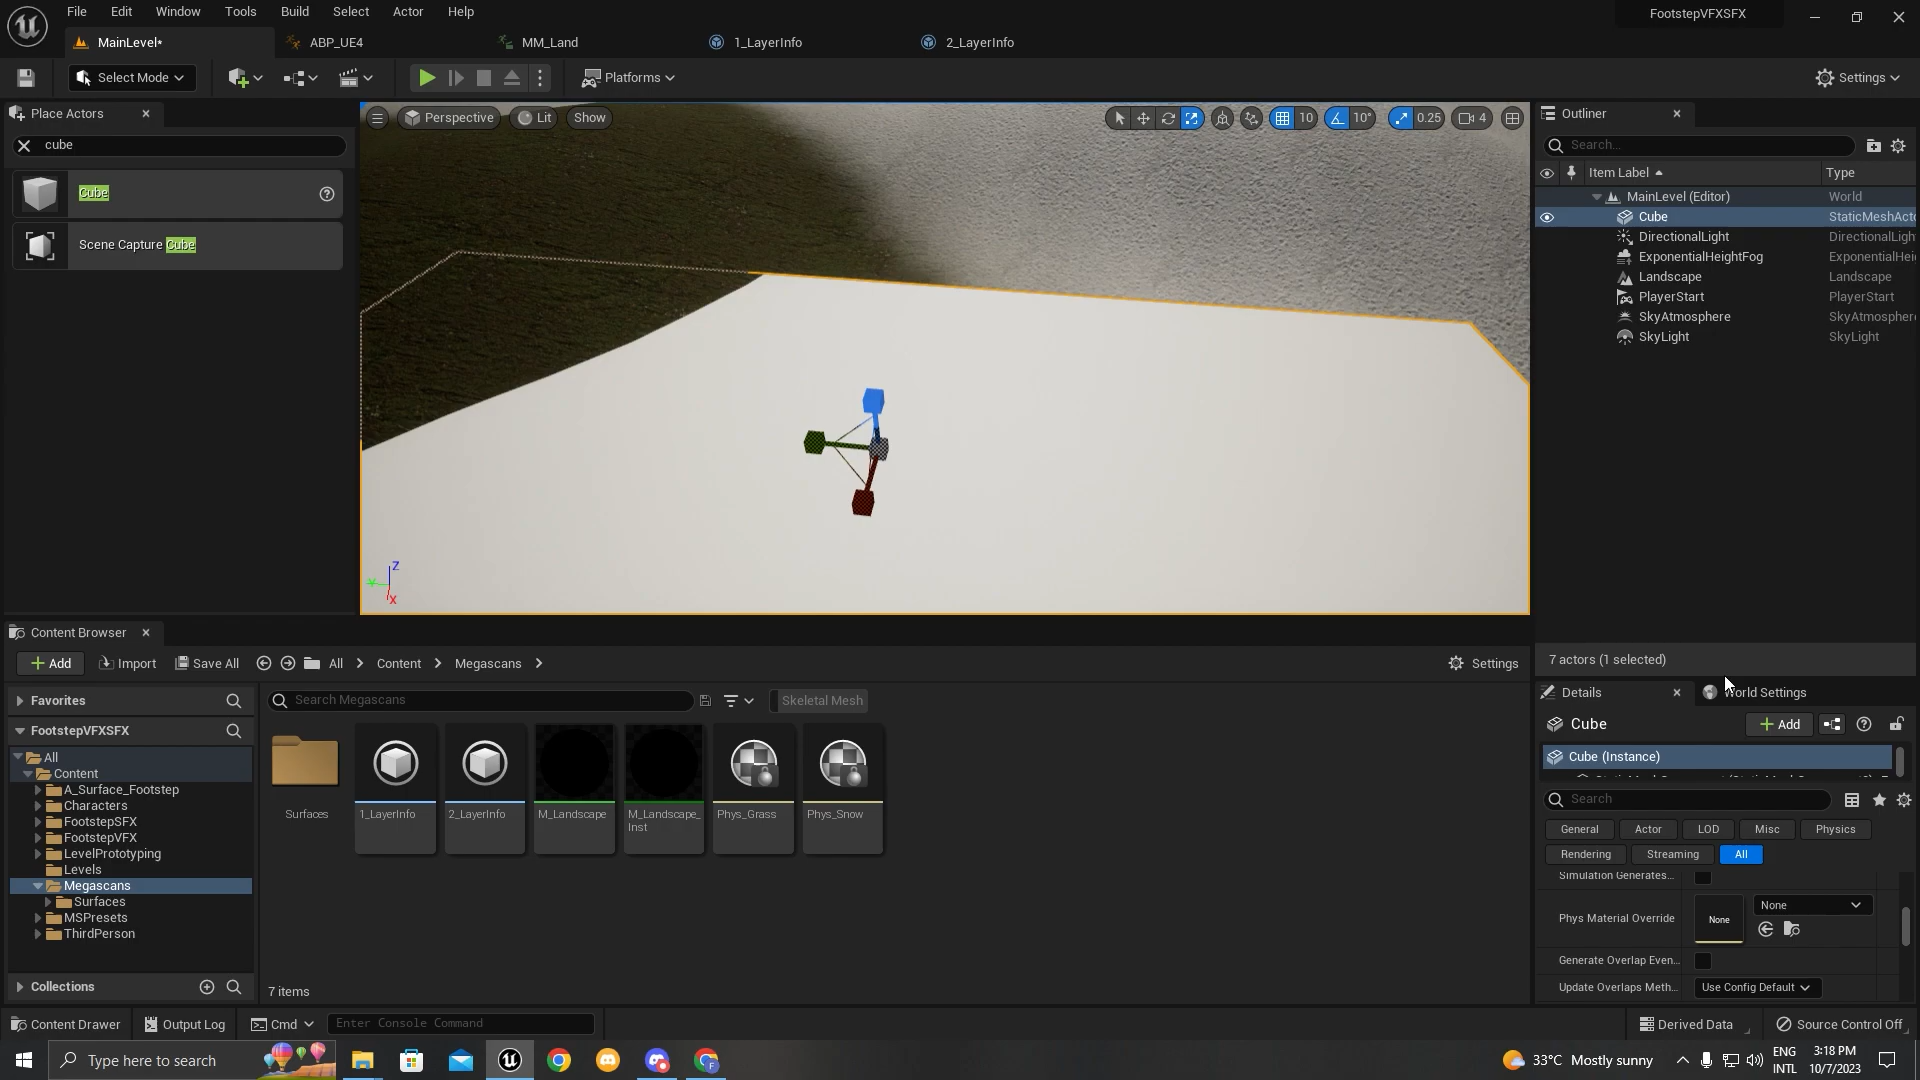 File Edit Window Tools Build Select Actor Help
FootstepVFXSFX
MainLevel* ABP_UE4 MM_Land 1_LayerInfo 2_LayerInfo
Select Mode Platforms Settings
Place Actors
cube
Cube
Scene Capture Cube
Perspective Lit Show 10 10° 0.25 4
Z
Y
X
Outliner
Search...
Item Label Type
MainLevel (Editor) World
Cube StaticMeshActo
DirectionalLight DirectionalLigh
ExponentialHeightFog ExponentialHei
Landscape Landscape
PlayerStart PlayerStart
SkyAtmosphere SkyAtmosphere
SkyLight SkyLight
7 actors (1 selected)
Content Browser
Add Import Save All All Content Megascans Settings
Favorites
FootstepVFXSFX
All
Content
A_Surface_Footstep
Characters
FootstepSFX
FootstepVFX
LevelPrototyping
Levels
Megascans
Surfaces
MSPresets
ThirdPerson
Collections
Search Megascans Skeletal Mesh
Surfaces 1_LayerInfo 2_LayerInfo M_Landscape M_Landscape_
Inst Phys_Grass Phys_Snow
7 items
Details World Settings
Cube Add
Cube (Instance)
Search
General Actor LOD Misc Physics
Rendering Streaming All
Simulation Generates...
Phys Material Override None None
Generate Overlap Even...
Update Overlaps Meth... Use Config Default
Content Drawer Output Log Cmd Enter Console Command Derived Data Source Control Off
Type here to search 33°C Mostly sunny ENG
INTL 3:18 PM
10/7/2023